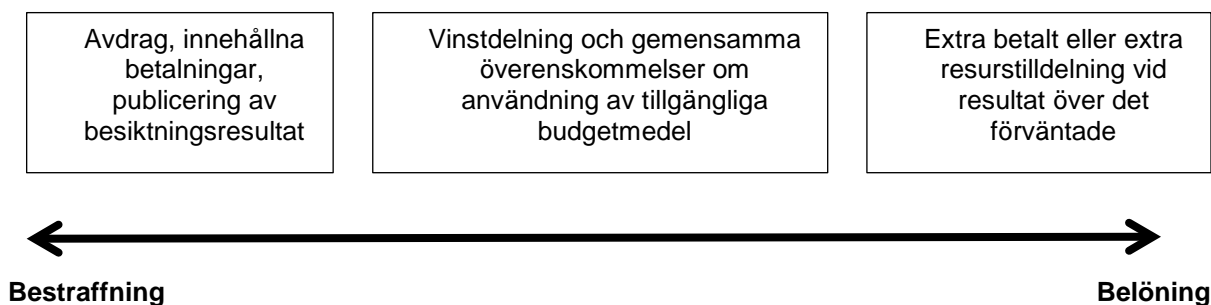 Avdrag, innehållna
betalningar,
publicering av
besiktningsresultat
Vinstdelning och gemensamma
överenskommelser om
användning av tillgängliga
budgetmedel
Extra betalt eller extra
resurstilldelning vid
resultat över det
förväntade
Bestraffning
Belöning